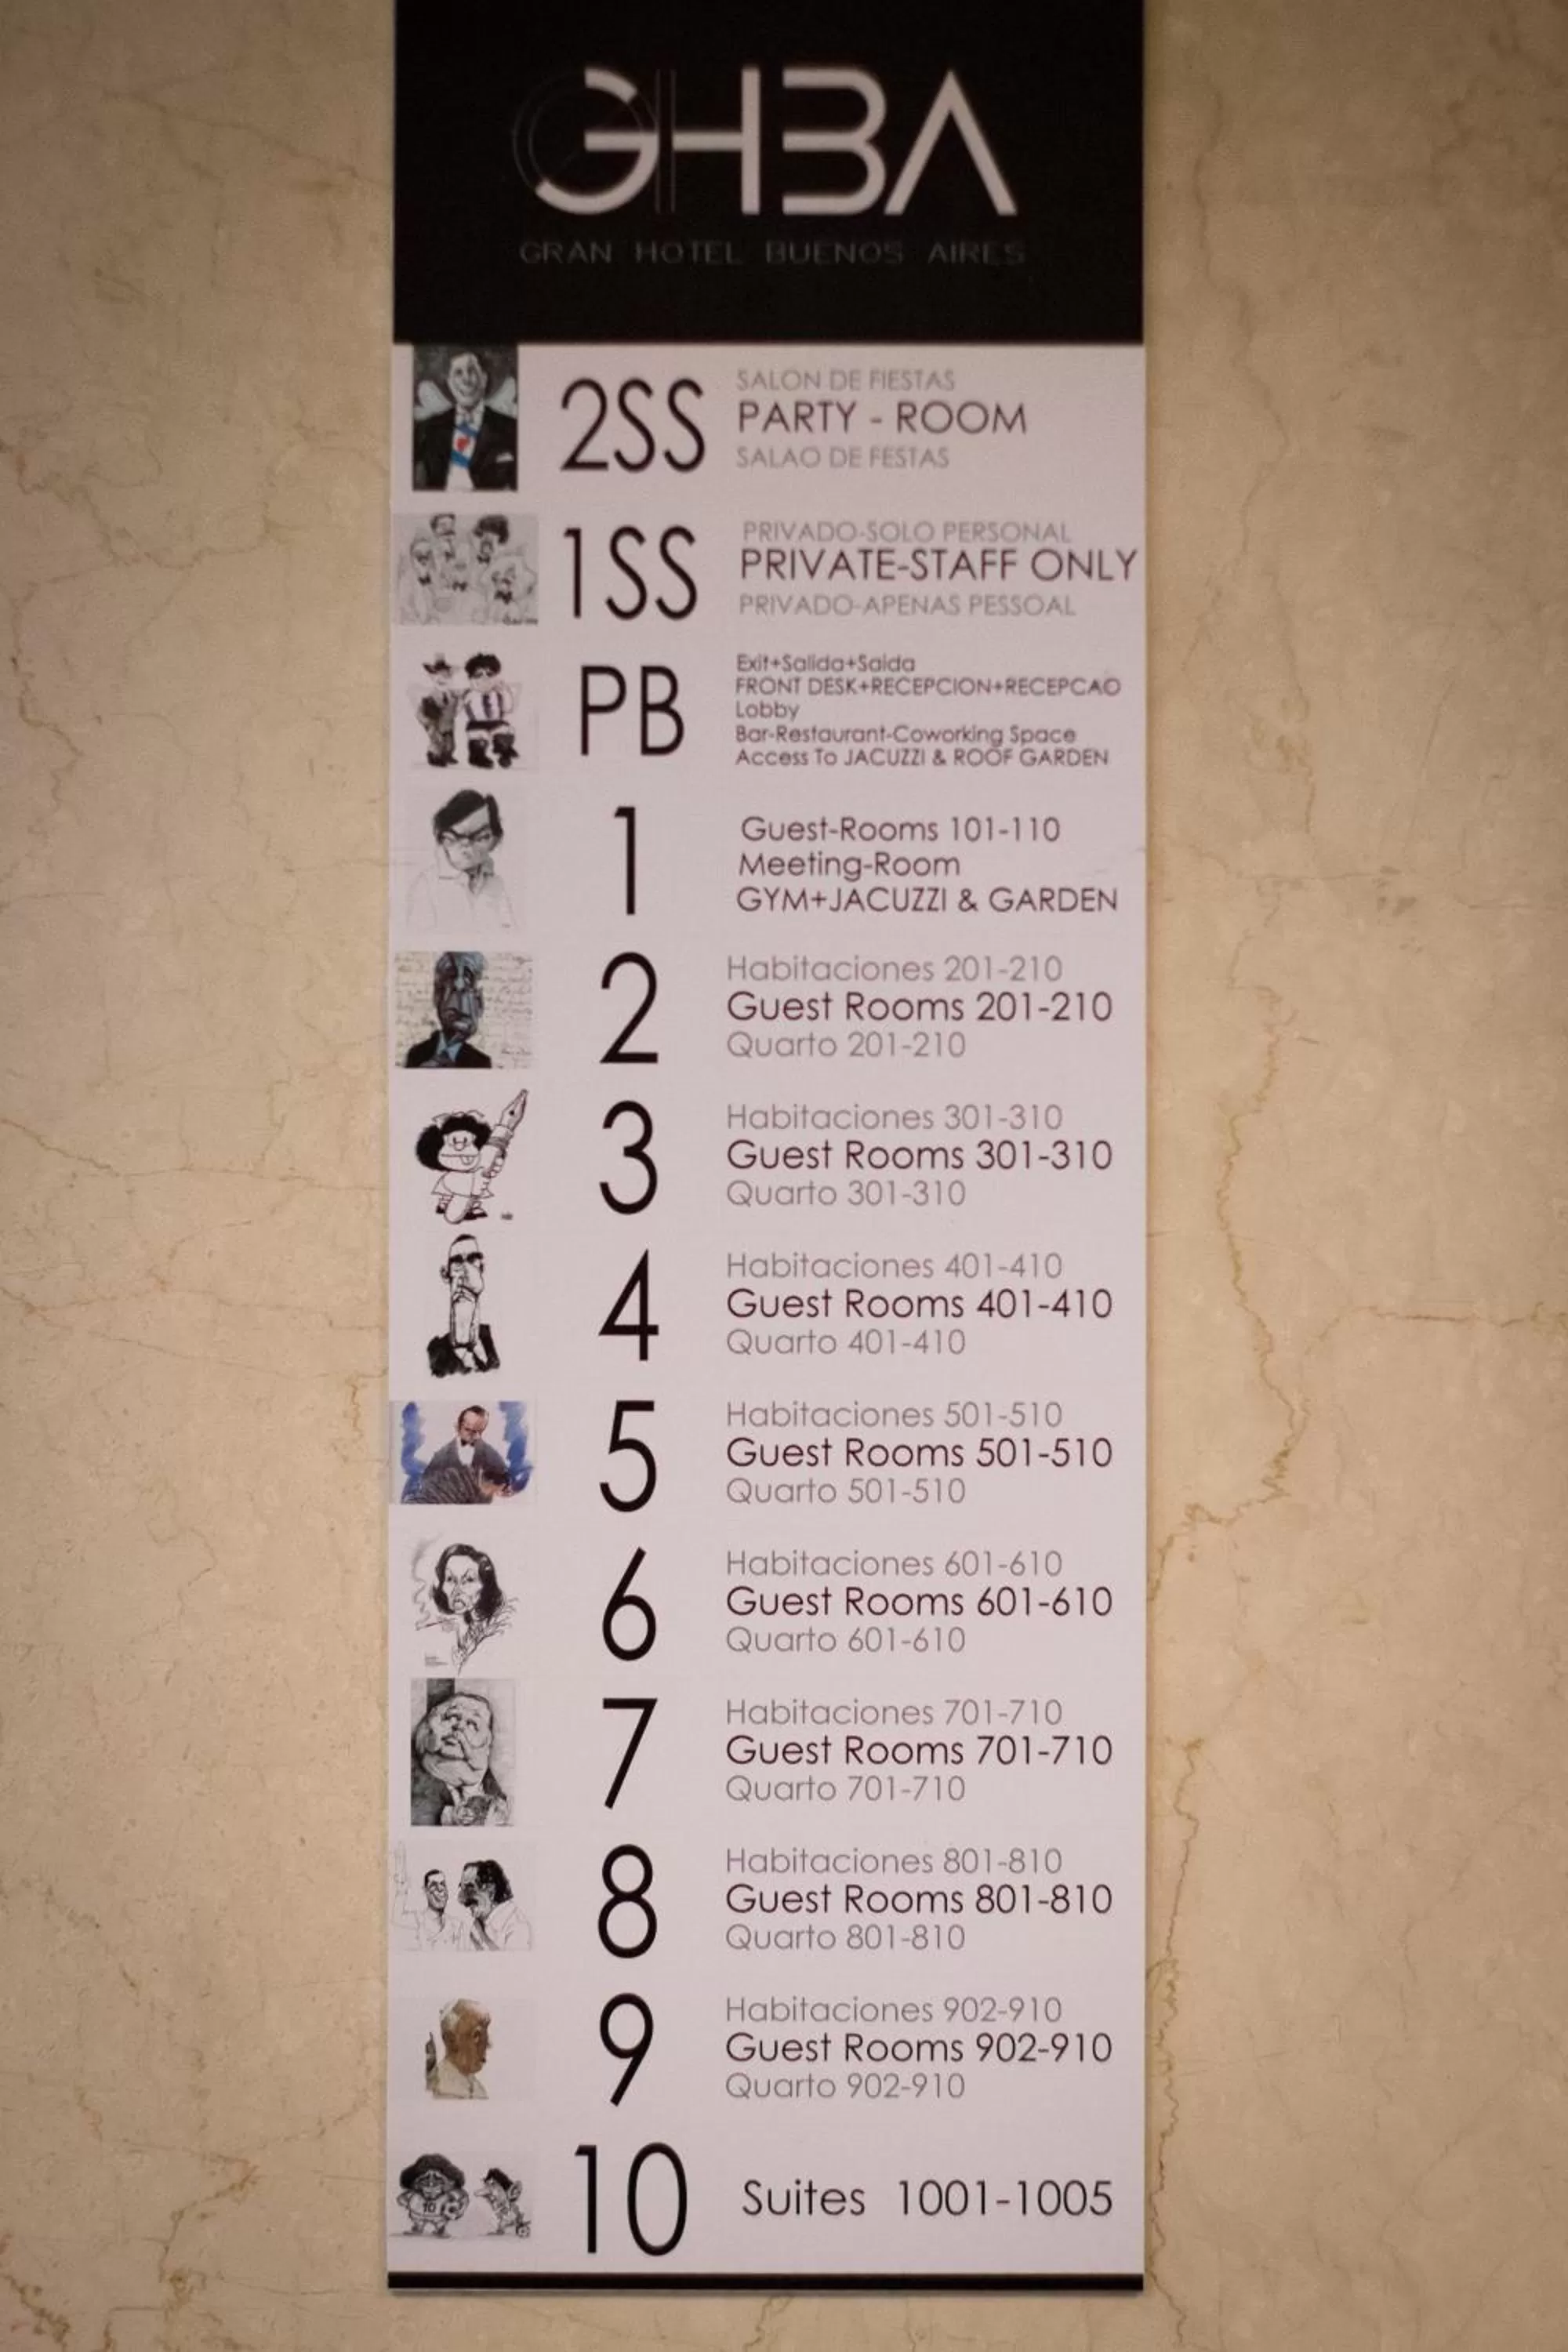 GHBA
GRAN HOTEL BUENOS AIRES
2SS
SALON DE FIESTAS
PARTY - ROOM
SALAO DE FESTAS
1SS
PRIVADO-SOLO PERSONAL
PRIVATE-STAFF ONLY
PRIVADO-APENAS PESSOAL
PB
Exit+Salida+Saida
FRONT DESK+RECEPCION+RECEPCAO
Lobby
Bar-Restaurant-Coworking Space
Access To JACUZZI & ROOF GARDEN
1
Guest-Rooms 101-110
Meeting-Room
GYM+JACUZZI & GARDEN
2
Habitaciones 201-210
Guest Rooms 201-210
Quarto 201-210
3
Habitaciones 301-310
Guest Rooms 301-310
Quarto 301-310
4
Habitaciones 401-410
Guest Rooms 401-410
Quarto 401-410
5
Habitaciones 501-510
Guest Rooms 501-510
Quarto 501-510
6
Habitaciones 601-610
Guest Rooms 601-610
Quarto 601-610
7
Habitaciones 701-710
Guest Rooms 701-710
Quarto 701-710
8
Habitaciones 801-810
Guest Rooms 801-810
Quarto 801-810
9
Habitaciones 902-910
Guest Rooms 902-910
Quarto 902-910
10
Suites 1001-1005